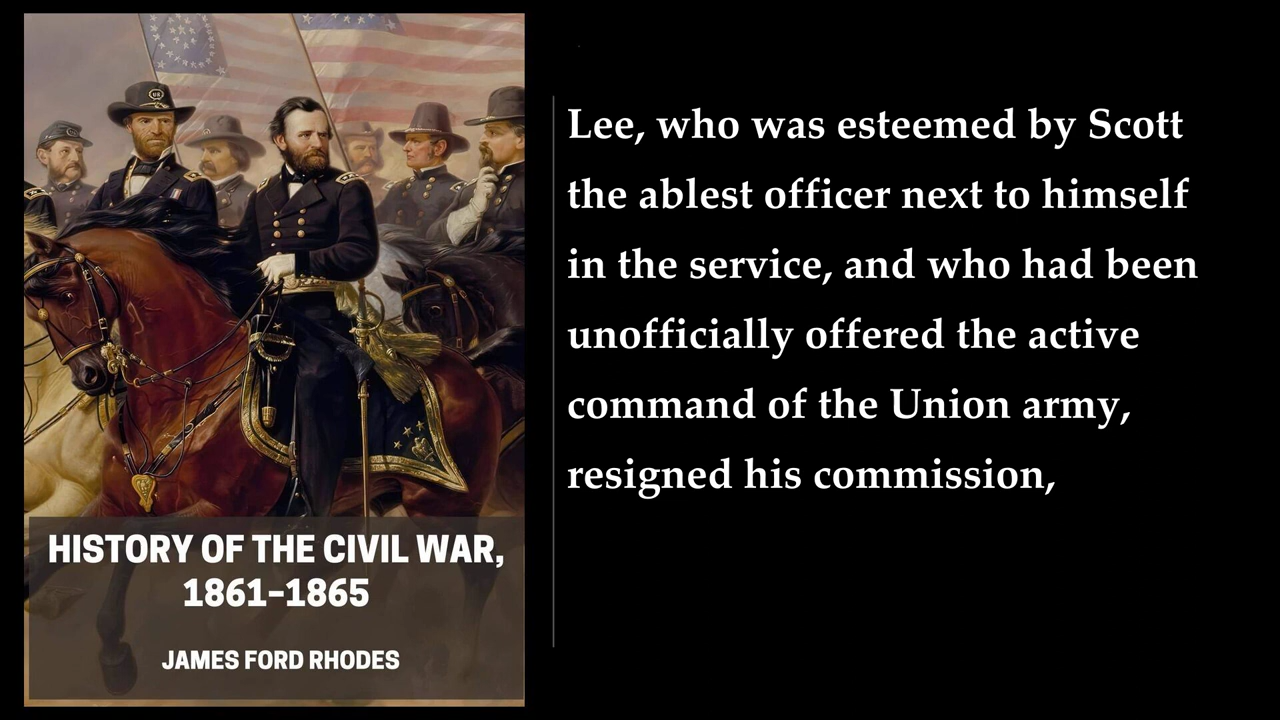 HISTORY OF THE CIVIL WAR,
1861–1865
JAMES FORD RHODES
Lee, who was esteemed by Scott
the ablest officer next to himself
in the service, and who had been
unofficially offered the active
command of the Union army,
resigned his commission,